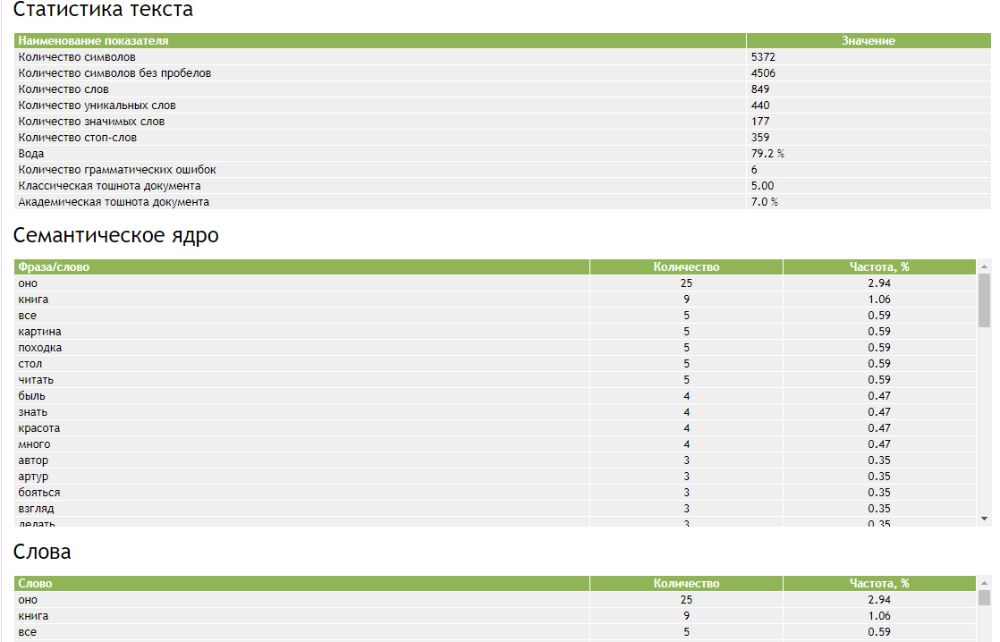 Статистика текста
Наименование показателя Значение
Количество символов 5372
Количество символов без пробелов 4506
Количество слов 849
Количество уникальных слов 440
Количество значимых слов 177
Количество стоп-слов 359
Вода 79.2 %
Количество грамматических ошибок 6
Классическая тошнота документа 5.00
Академическая тошнота документа 7.0 %
Семантическое ядро
Фраза/слово Количество Частота, %
оно 25 2.94
книга 9 1.06
все 5 0.59
картина 5 0.59
походка 5 0.59
стол 5 0.59
читать 5 0.59
быль 4 0.47
знать 4 0.47
красота 4 0.47
много 4 0.47
автор 3 0.35
артур 3 0.35
бояться 3 0.35
взгляд 3 0.35
делать 3 0.35
Слова
Слово Количество Частота, %
оно 25 2.94
книга 9 1.06
все 5 0.59